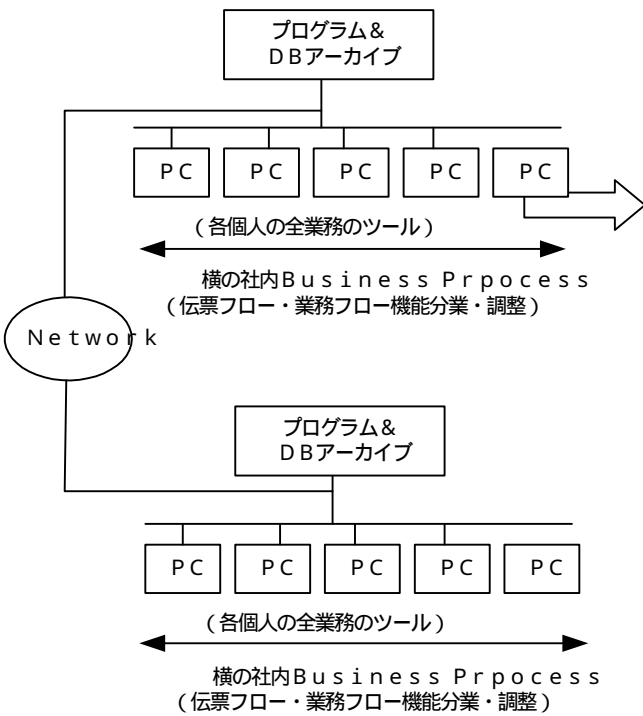 プログラム&
DBアーカイブ
PC PC PC PC PC
(各個人の全業務のツール)
横の社内Business Prpocess
(伝票フロー・業務フロー機能分業・調整)
Network
プログラム&
DBアーカイブ
PC PC PC PC PC
(各個人の全業務のツール)
横の社内Business Prpocess
(伝票フロー・業務フロー機能分業・調整)